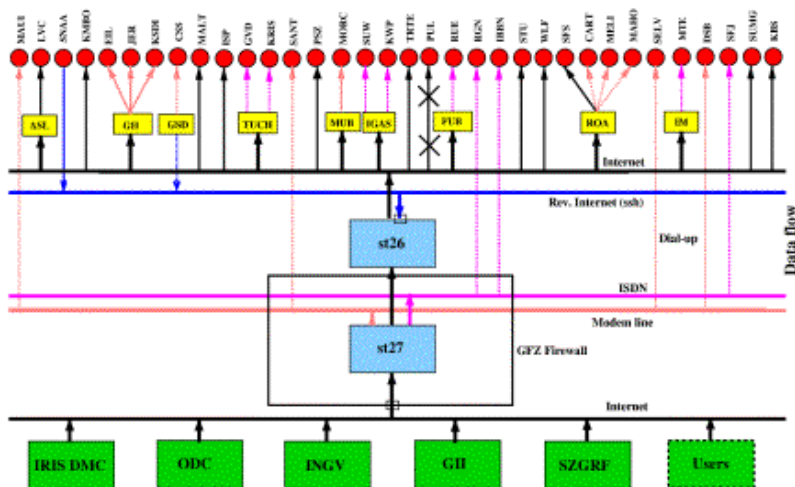 MAUI
LVC
SNAA
KMBO
EIL
JER
KSDI
CSS
MALT
ISP
GVD
KRIS
SANT
PSZ
MORC
SUW
KWP
TRTE
PUL
RUE
RGN
IBBN
STU
WLF
SFS
CART
MELI
MAHO
SELV
MTE
DSB
SFJ
SUMG
KBS
ASL
GII
GSD
TUCH
MUB
IGAS
PUB
ROA
IM
Internet
Rev. Internet (ssh)
st26
Dial-up
Data flow
ISDN
Modem line
st27
GFZ Firewall
Internet
IRIS DMC
ODC
INGV
GII
SZGRF
Users